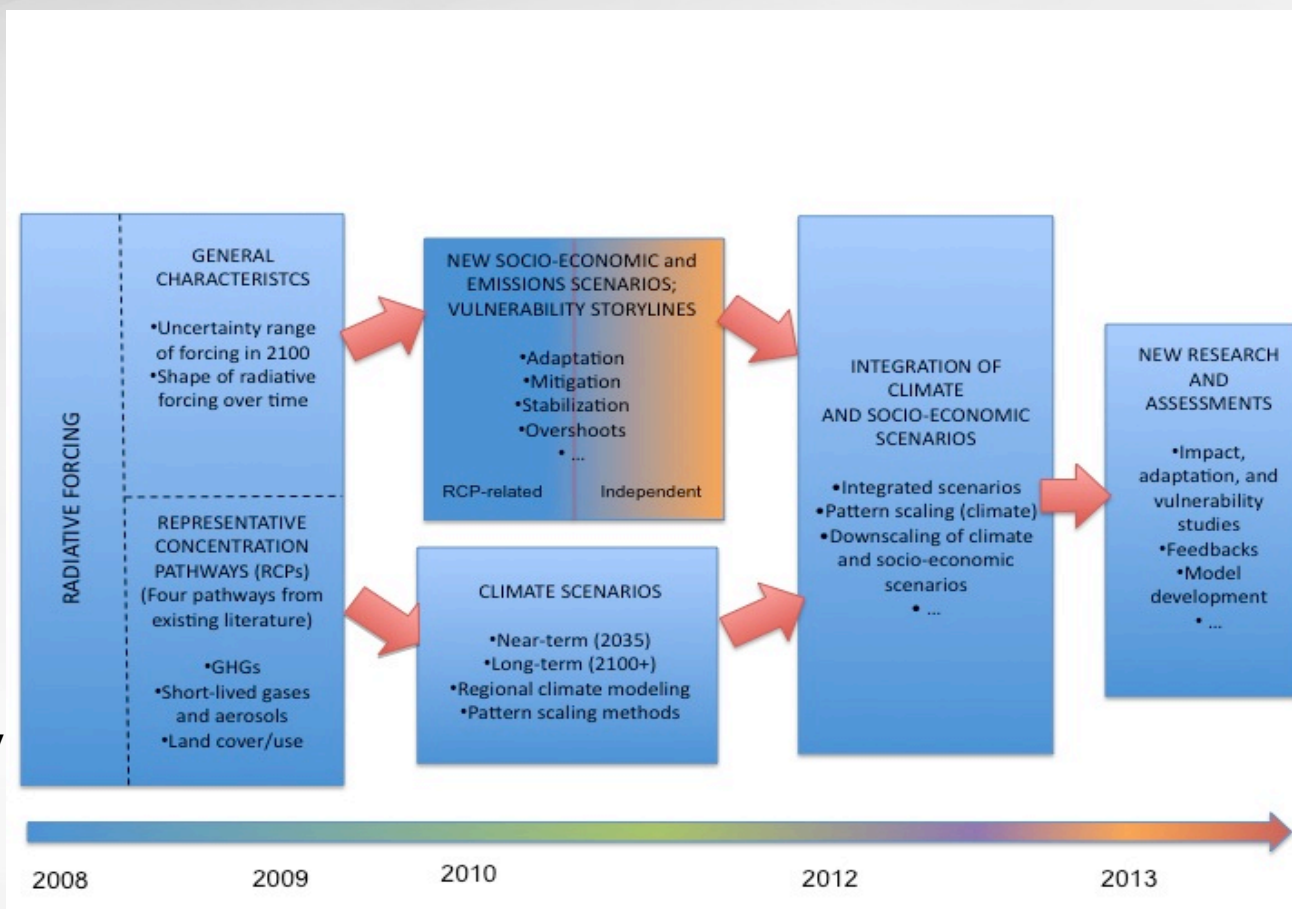 RADIATIVE FORCING
GENERAL
CHARACTERISTCS
•Uncertainty range
of forcing in 2100
•Shape of radiative
forcing over time
REPRESENTATIVE
CONCENTRATION
PATHWAYS (RCPs)
(Four pathways from
existing literature)
•GHGs
•Short-lived gases
and aerosols
•Land cover/use
NEW SOCIO-ECONOMIC and
EMISSIONS SCENARIOS;
VULNERABILITY STORYLINES
•Adaptation
•Mitigation
•Stabilization
•Overshoots
• ...
RCP-related Independent
CLIMATE SCENARIOS
•Near-term (2035)
•Long-term (2100+)
•Regional climate modeling
•Pattern scaling methods
INTEGRATION OF
CLIMATE
AND SOCIO-ECONOMIC
SCENARIOS
•Integrated scenarios
•Pattern scaling (climate)
•Downscaling of climate
and socio-economic
scenarios
• ...
NEW RESEARCH
AND
ASSESSMENTS
•Impact,
adaptation, and
vulnerability
studies
•Feedbacks
•Model
development
• ...
2008 2009 2010 2012 2013